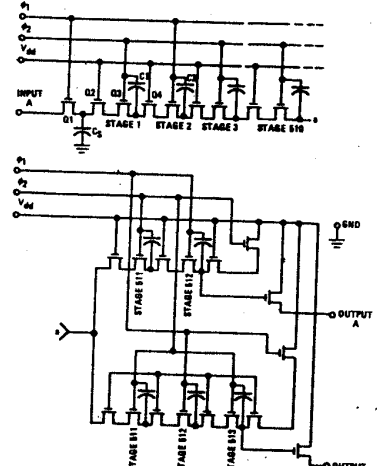 ϕ1
ϕ2
Vdd
INPUT
A
Q1
Q2
Q3
C1
Q4
C2
CS
STAGE 1
STAGE 2
STAGE 3
STAGE 510
a
ϕ1
ϕ2
Vdd
GND
STAGE 511
STAGE 512
OUTPUT
A
a
STAGE 511
STAGE 512
STAGE 513
OUTPUT